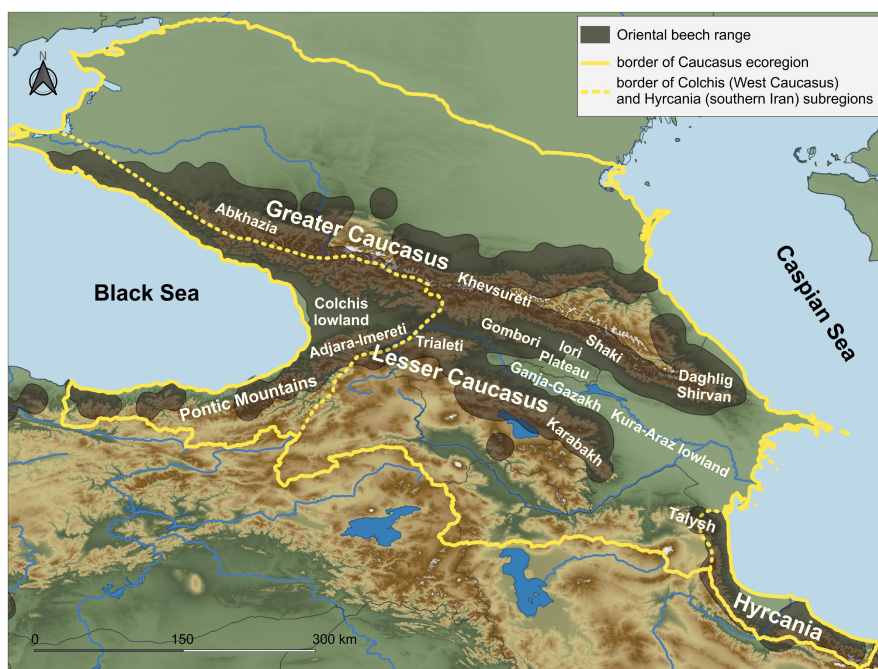 Oriental beech range
border of Caucasus ecoregion
border of Colchis (West Caucasus)
and Hyrcania (southern Iran) subregions
N
Abkhazia
Greater Caucasus
Black Sea
Caspian Sea
Khevsureti
Colchis
lowland
Adjara-Imereti
Trialeti
Gombori
Iori
Plateau
Shaki
Daghlig
Shirvan
Lesser Caucasus
Ganja-Gazakh
Pontic Mountains
Kura-Araz lowland
Karabakh
Talysh
Hyrcania
0 150 300 km